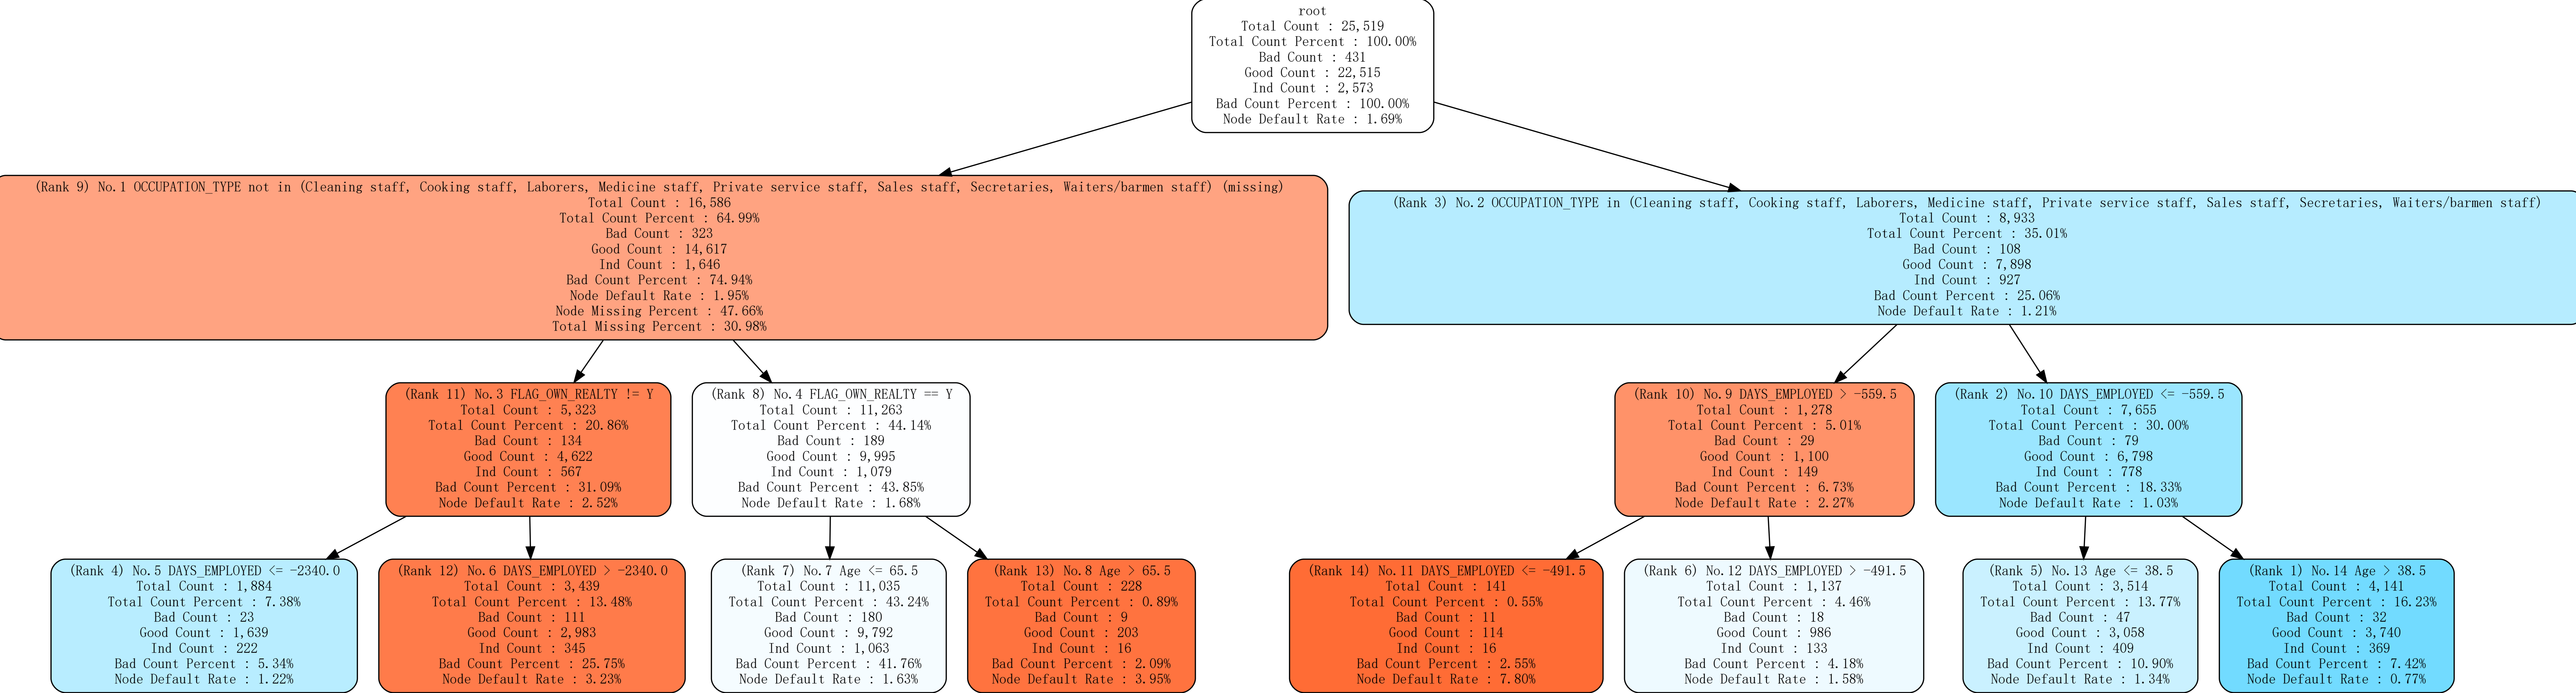 root
Total Count : 25,519
Total Count Percent : 100.00%
Bad Count : 431
Good Count : 22,515
Ind Count : 2,573
Bad Count Percent : 100.00%
Node Default Rate : 1.69%
(Rank 9) No.1 OCCUPATION_TYPE not in (Cleaning staff, Cooking staff, Laborers, Medicine staff, Private service staff, Sales staff, Secretaries, Waiters/barmen staff) (missing)
Total Count : 16,586
Total Count Percent : 64.99%
Bad Count : 323
Good Count : 14,617
Ind Count : 1,646
Bad Count Percent : 74.94%
Node Default Rate : 1.95%
Node Missing Percent : 47.66%
Total Missing Percent : 30.98%
(Rank 3) No.2 OCCUPATION_TYPE in (Cleaning staff, Cooking staff, Laborers, Medicine staff, Private service staff, Sales staff, Secretaries, Waiters/barmen staff)
Total Count : 8,933
Total Count Percent : 35.01%
Bad Count : 108
Good Count : 7,898
Ind Count : 927
Bad Count Percent : 25.06%
Node Default Rate : 1.21%
(Rank 11) No.3 FLAG_OWN_REALTY != Y
Total Count : 5,323
Total Count Percent : 20.86%
Bad Count : 134
Good Count : 4,622
Ind Count : 567
Bad Count Percent : 31.09%
Node Default Rate : 2.52%
(Rank 8) No.4 FLAG_OWN_REALTY == Y
Total Count : 11,263
Total Count Percent : 44.14%
Bad Count : 189
Good Count : 9,995
Ind Count : 1,079
Bad Count Percent : 43.85%
Node Default Rate : 1.68%
(Rank 10) No.9 DAYS_EMPLOYED > -559.5
Total Count : 1,278
Total Count Percent : 5.01%
Bad Count : 29
Good Count : 1,100
Ind Count : 149
Bad Count Percent : 6.73%
Node Default Rate : 2.27%
(Rank 2) No.10 DAYS_EMPLOYED <= -559.5
Total Count : 7,655
Total Count Percent : 30.00%
Bad Count : 79
Good Count : 6,798
Ind Count : 778
Bad Count Percent : 18.33%
Node Default Rate : 1.03%
(Rank 4) No.5 DAYS_EMPLOYED <= -2340.0
Total Count : 1,884
Total Count Percent : 7.38%
Bad Count : 23
Good Count : 1,639
Ind Count : 222
Bad Count Percent : 5.34%
Node Default Rate : 1.22%
(Rank 12) No.6 DAYS_EMPLOYED > -2340.0
Total Count : 3,439
Total Count Percent : 13.48%
Bad Count : 111
Good Count : 2,983
Ind Count : 345
Bad Count Percent : 25.75%
Node Default Rate : 3.23%
(Rank 7) No.7 Age <= 65.5
Total Count : 11,035
Total Count Percent : 43.24%
Bad Count : 180
Good Count : 9,792
Ind Count : 1,063
Bad Count Percent : 41.76%
Node Default Rate : 1.63%
(Rank 13) No.8 Age > 65.5
Total Count : 228
Total Count Percent : 0.89%
Bad Count : 9
Good Count : 203
Ind Count : 16
Bad Count Percent : 2.09%
Node Default Rate : 3.95%
(Rank 14) No.11 DAYS_EMPLOYED <= -491.5
Total Count : 141
Total Count Percent : 0.55%
Bad Count : 11
Good Count : 114
Ind Count : 16
Bad Count Percent : 2.55%
Node Default Rate : 7.80%
(Rank 6) No.12 DAYS_EMPLOYED > -491.5
Total Count : 1,137
Total Count Percent : 4.46%
Bad Count : 18
Good Count : 986
Ind Count : 133
Bad Count Percent : 4.18%
Node Default Rate : 1.58%
(Rank 5) No.13 Age <= 38.5
Total Count : 3,514
Total Count Percent : 13.77%
Bad Count : 47
Good Count : 3,058
Ind Count : 409
Bad Count Percent : 10.90%
Node Default Rate : 1.34%
(Rank 1) No.14 Age > 38.5
Total Count : 4,141
Total Count Percent : 16.23%
Bad Count : 32
Good Count : 3,740
Ind Count : 369
Bad Count Percent : 7.42%
Node Default Rate : 0.77%